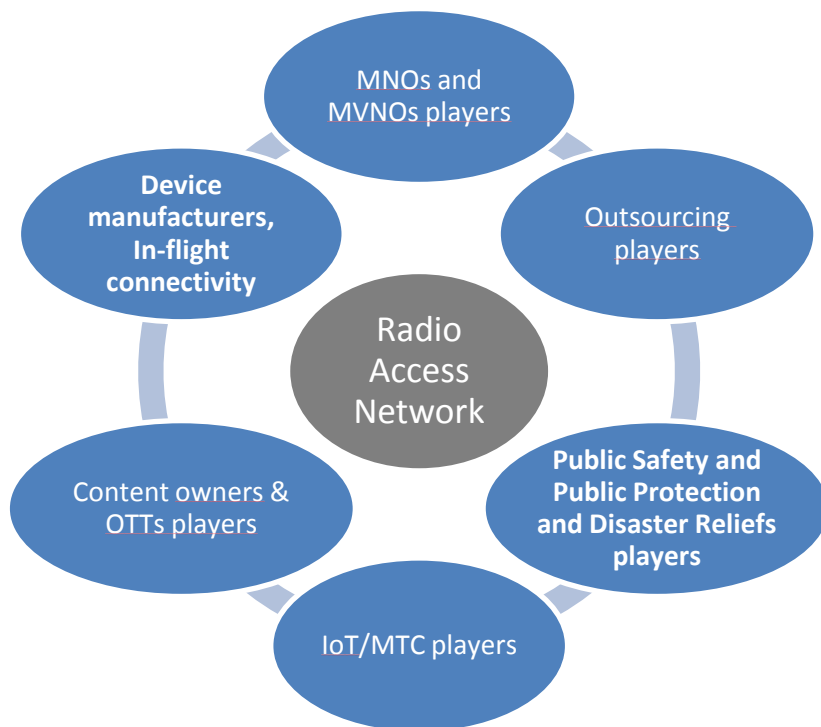 MNOs and
MVNOs players
Device
manufacturers,
In-flight
connectivity
Outsourcing
players
Radio
Access
Network
Content owners &
OTTs players
Public Safety and
Public Protection
and Disaster Reliefs
players
IoT/MTC players